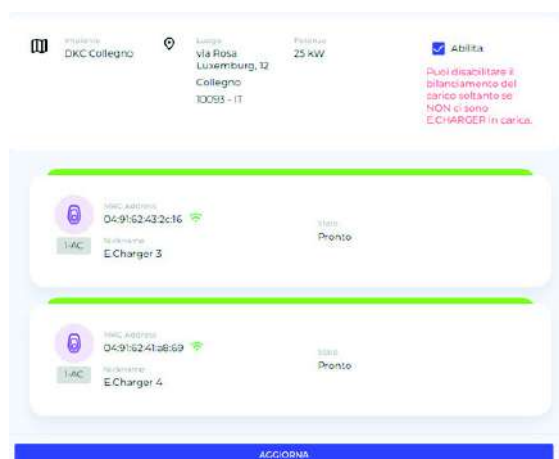 Impianto
DKC Collegno
Luogo
via Rosa
Luxemburg, 12
Collegno
10093 - IT
Potenza
25 kW
Abilita
Puoi disabilitare il
bilanciamento del
carico soltanto se
NON ci sono
E.CHARGER in carica.
MAC Address
04:91:62:43:2c:16
1-AC
Nickname
E.Charger 3
Stato
Pronto
MAC Address
04:91:62:41:a8:69
1-AC
Nickname
E.Charger 4
Stato
Pronto
AGGIORNA